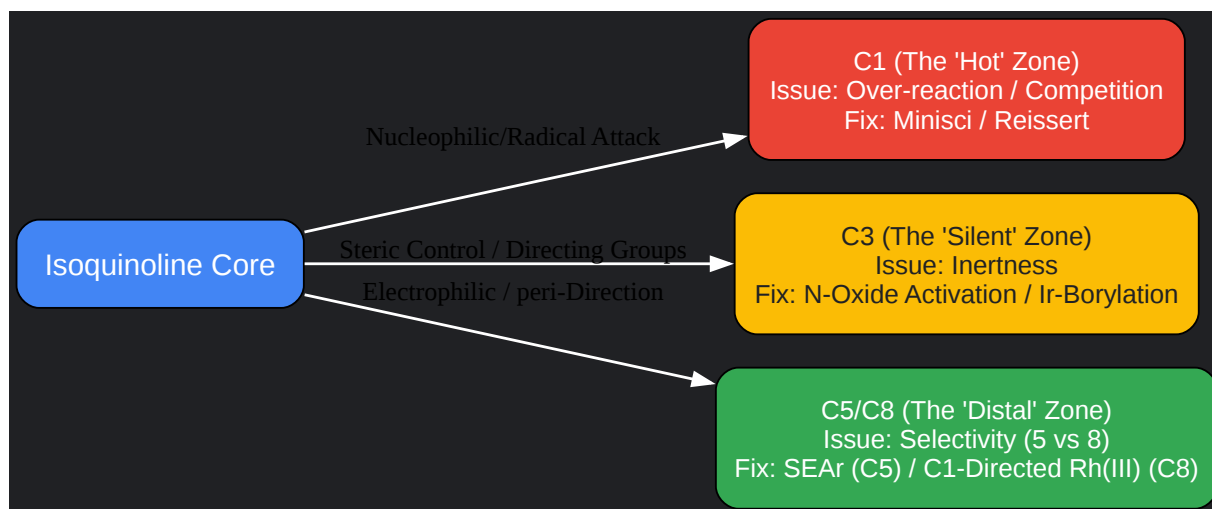 Isoquinoline Core
Nucleophilic/Radical Attack
Steric Control / Directing Groups
Electrophilic / peri-Direction
C1 (The 'Hot' Zone)
Issue: Over-reaction / Competition
Fix: Minisci / Reissert
C3 (The 'Silent' Zone)
Issue: Inertness
Fix: N-Oxide Activation / Ir-Borylation
C5/C8 (The 'Distal' Zone)
Issue: Selectivity (5 vs 8)
Fix: SEAr (C5) / C1-Directed Rh(III) (C8)